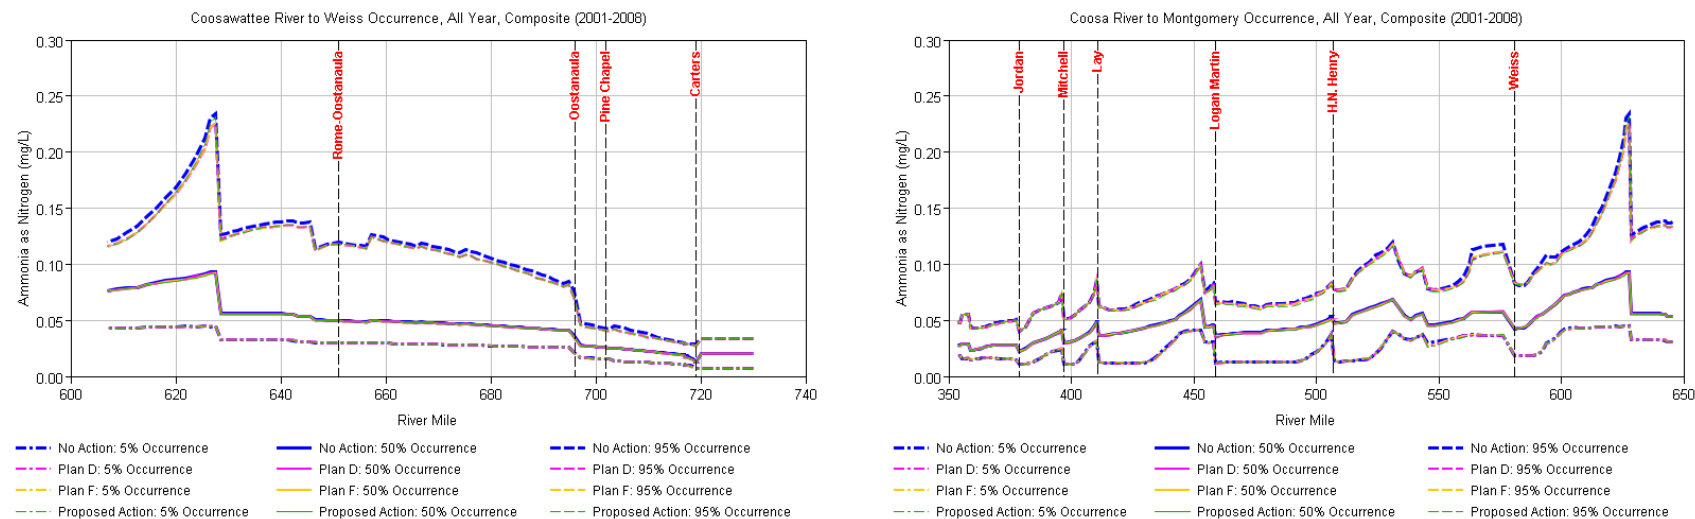 Coosawattee River to Weiss Occurrence, All Year, Composite (2001-2008)
Ammonia as Nitrogen (mg/L)
0.30
0.25
0.20
0.15
0.10
0.05
0.00
Rome-Oostanaula
Oostanaula
Pine Chapel
Carters
600 620 640 660 680 700 720 740
River Mile
No Action: 5% Occurrence No Action: 50% Occurrence No Action: 95% Occurrence
Plan D: 5% Occurrence Plan D: 50% Occurrence Plan D: 95% Occurrence
Plan F: 5% Occurrence Plan F: 50% Occurrence Plan F: 95% Occurrence
Proposed Action: 5% Occurrence Proposed Action: 50% Occurrence Proposed Action: 95% Occurrence
Coosa River to Montgomery Occurrence, All Year, Composite (2001-2008)
Ammonia as Nitrogen (mg/L)
0.30
0.25
0.20
0.15
0.10
0.05
0.00
Jordan
Mitchell
Lay
Logan Martin
H.N. Henry
Weiss
350 400 450 500 550 600 650
River Mile
No Action: 5% Occurrence No Action: 50% Occurrence No Action: 95% Occurrence
Plan D: 5% Occurrence Plan D: 50% Occurrence Plan D: 95% Occurrence
Plan F: 5% Occurrence Plan F: 50% Occurrence Plan F: 95% Occurrence
Proposed Action: 5% Occurrence Proposed Action: 50% Occurrence Proposed Action: 95% Occurrence